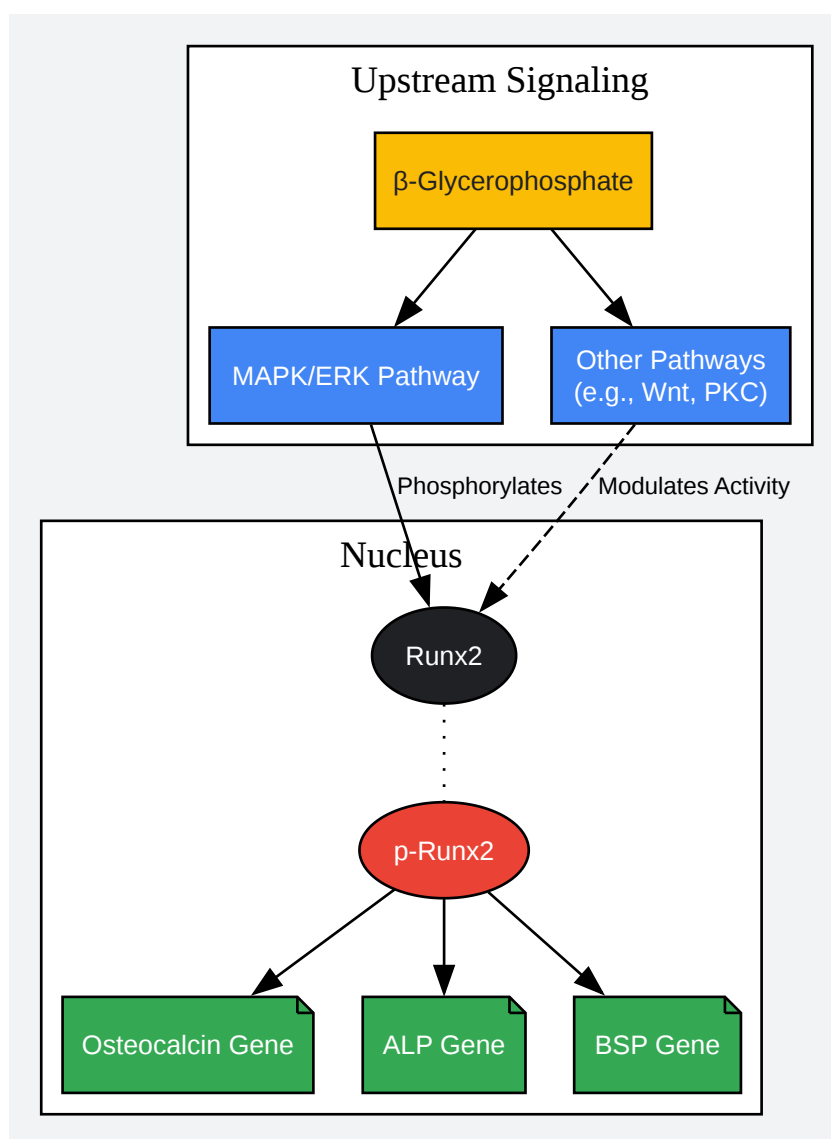 Upstream Signaling
β-Glycerophosphate
MAPK/ERK Pathway
Other Pathways
(e.g., Wnt, PKC)
Phosphorylates
Modulates Activity
Nucleus
Runx2
p-Runx2
Osteocalcin Gene
ALP Gene
BSP Gene